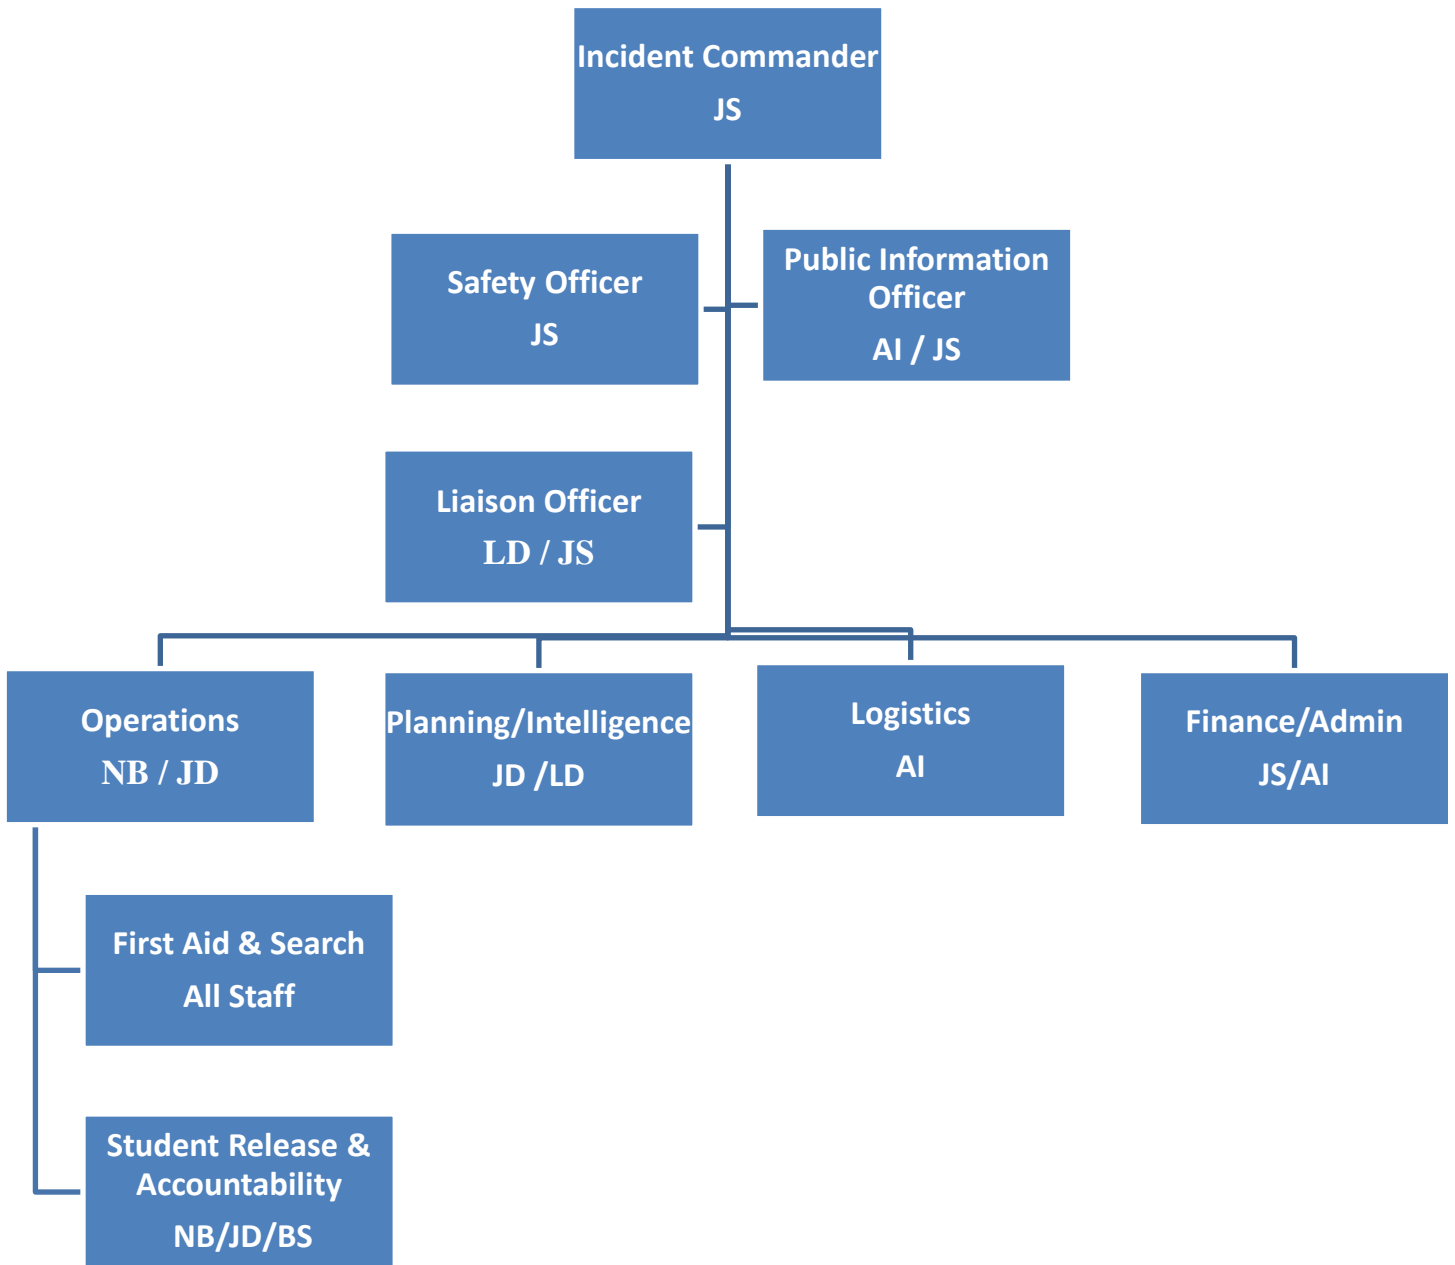 Incident Commander
JS
Safety Officer
JS
Public Information
Officer
AI / JS
Liaison Officer
LD / JS
Operations
NB / JD
Planning/Intelligence
JD /LD
Logistics
AI
Finance/Admin
JS/AI
First Aid & Search
All Staff
Student Release &
Accountability
NB/JD/BS